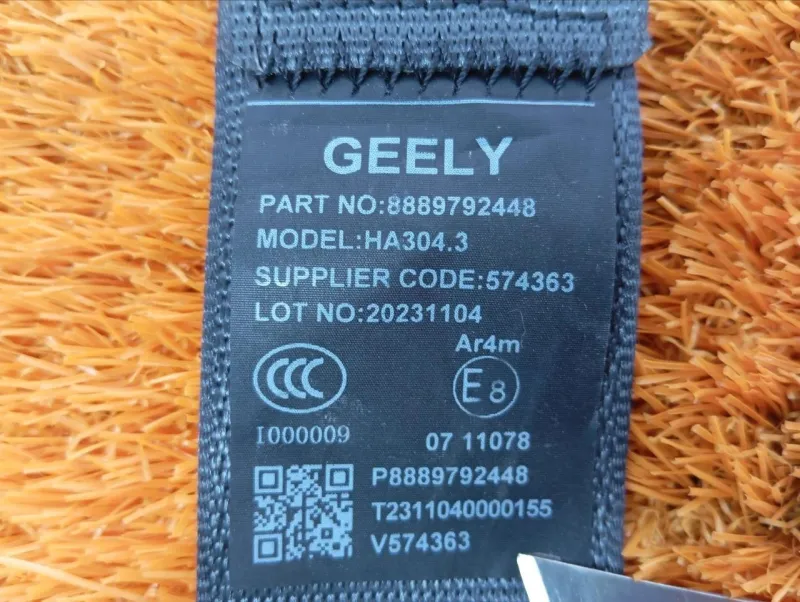 GEELY
PART NO:8889792448
MODEL:HA304.3
SUPPLIER CODE:574363
LOT NO:20231104
CCC
Ar4m
E8
I000009
07 11078
P8889792448
T2311040000155
V574363